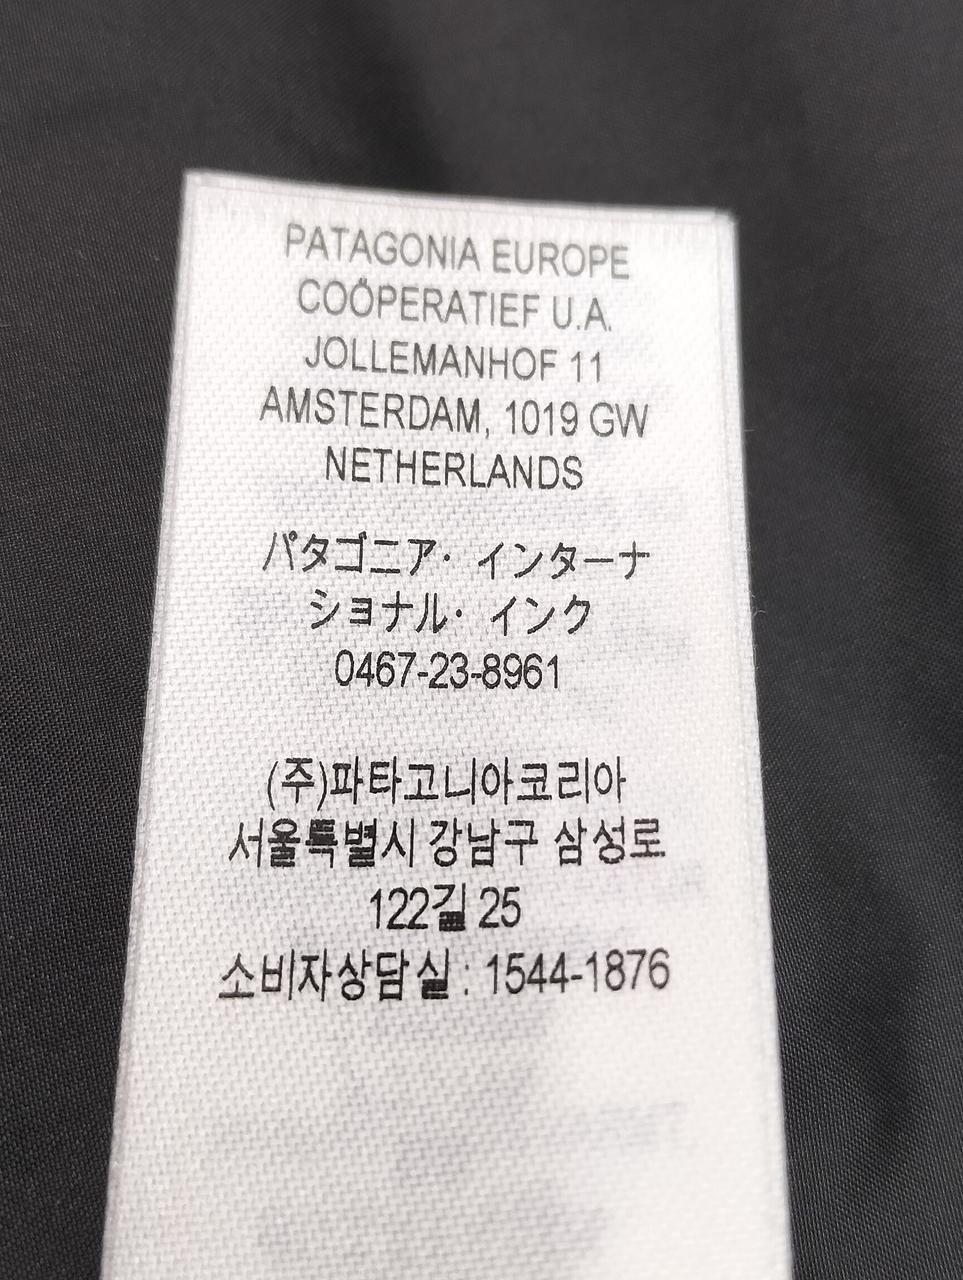 PATAGONIA EUROPE
COÖPERATIEF U.A.
JOLLEMANHOF 11
AMSTERDAM, 1019 GW
NETHERLANDS
パタゴニア・インターナ
ショナル・インク
0467-23-8961
(주)파타고니아코리아
서울특별시 강남구 삼성로
122길 25
소비자상담실 : 1544-1876